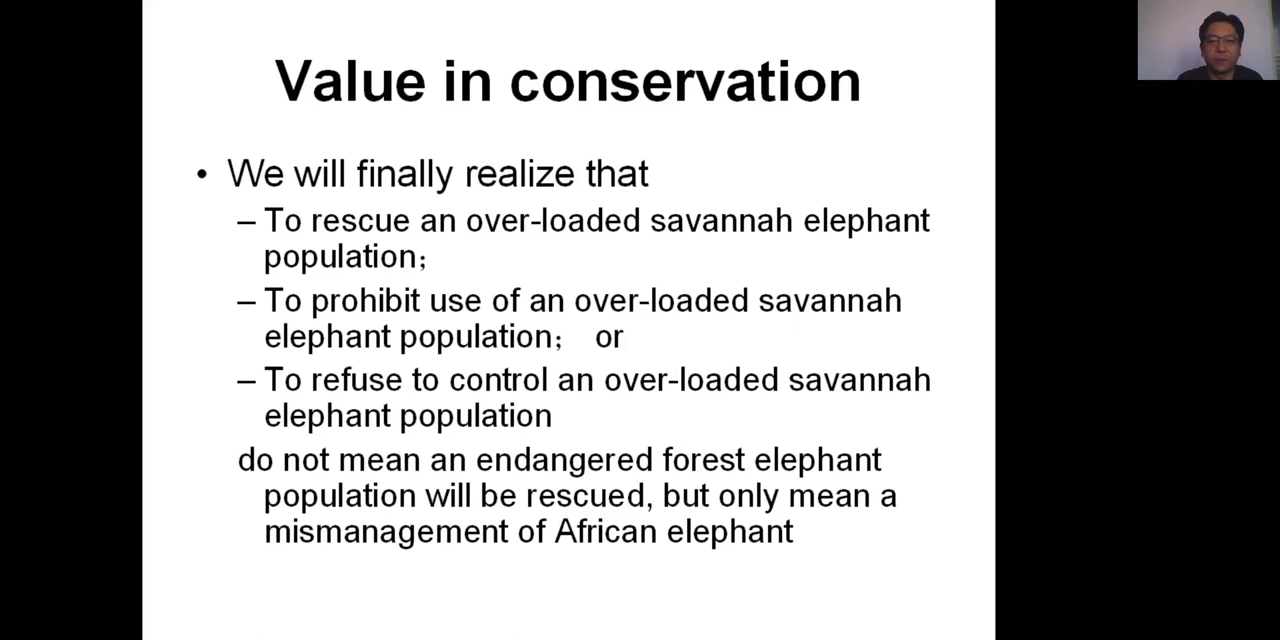 Value in conservation
• We will finally realize that
– To rescue an over-loaded savannah elephant
population；
– To prohibit use of an over-loaded savannah
elephant population； or
– To refuse to control an over-loaded savannah
elephant population
do not mean an endangered forest elephant
population will be rescued, but only mean a
mismanagement of African elephant